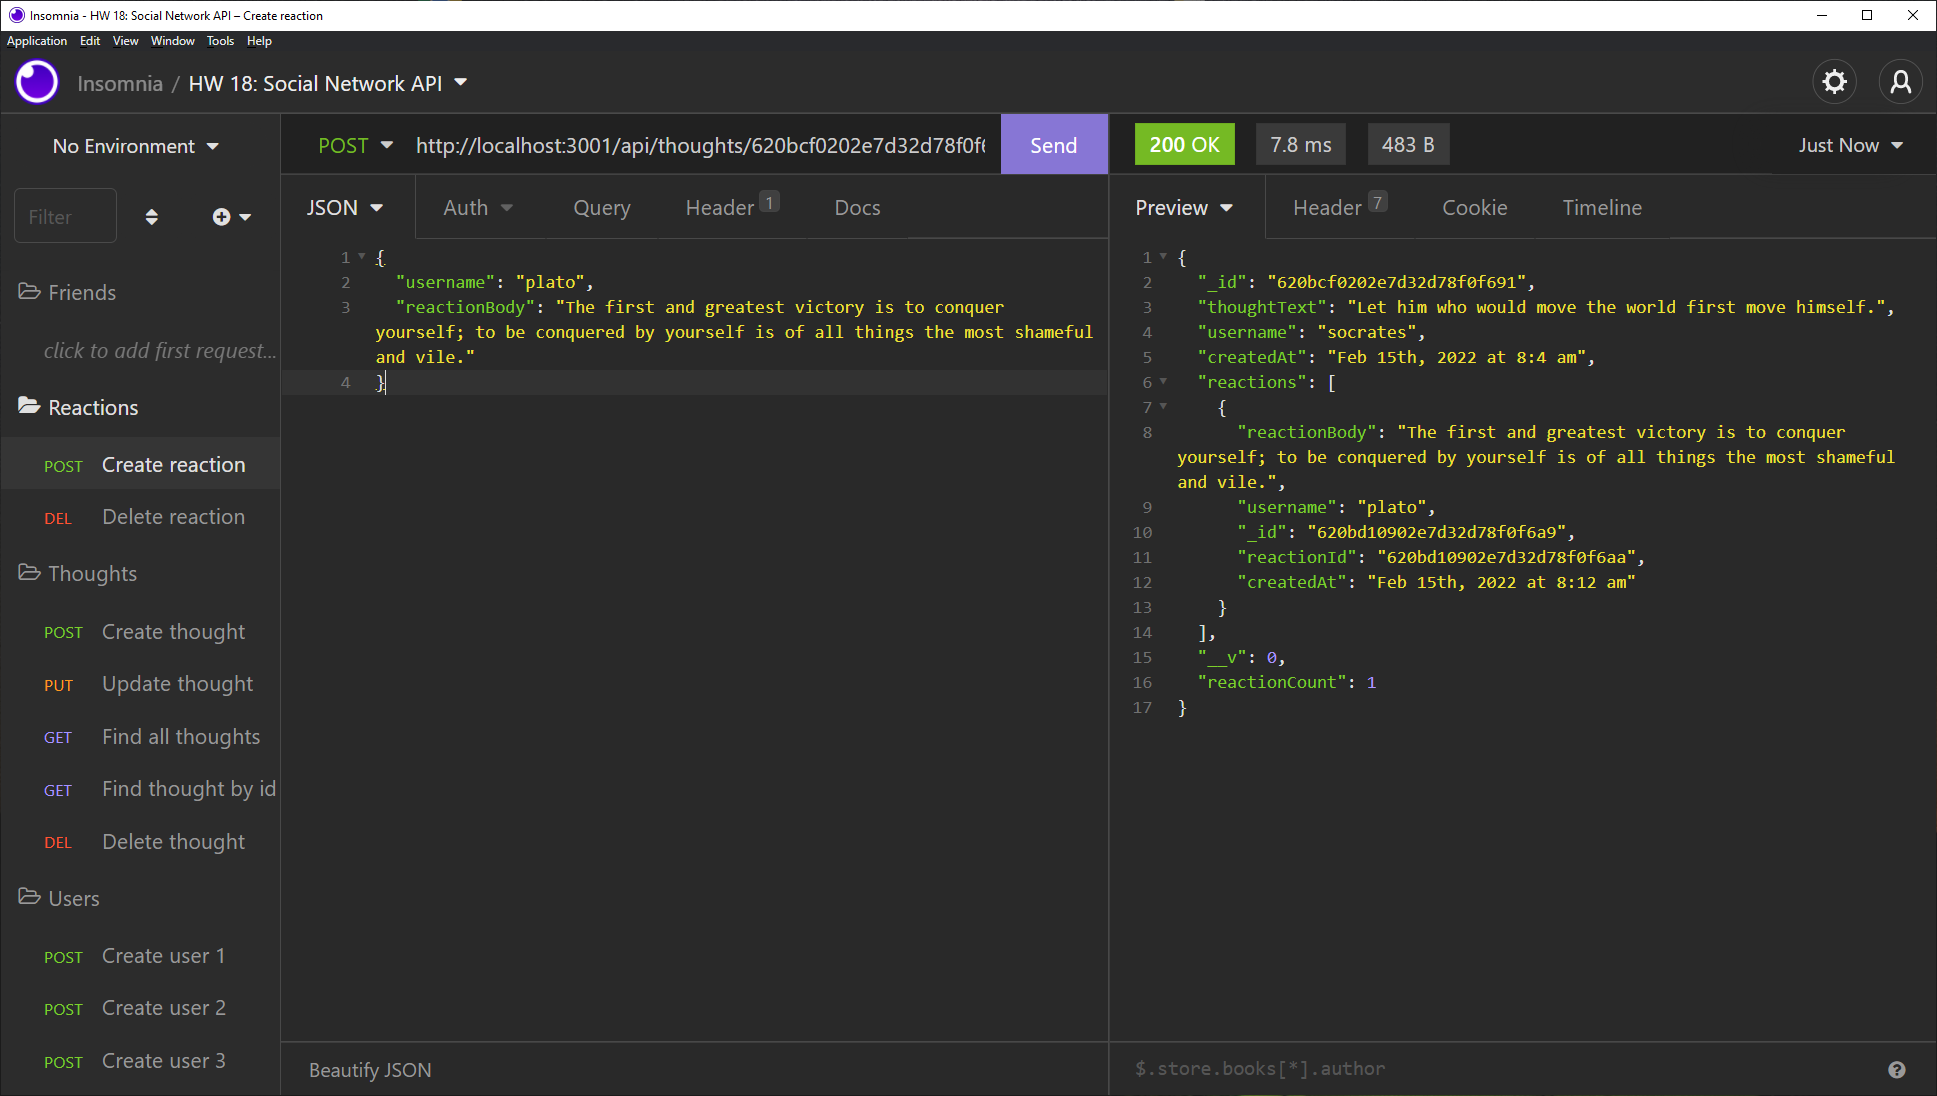 Insomnia - HW 18: Social Network API – Create reaction
Application Edit View Window Tools Help
Insomnia / HW 18: Social Network API
No Environment
Filter
Friends
click to add first request...
Reactions
POST Create reaction
DEL Delete reaction
Thoughts
POST Create thought
PUT Update thought
GET Find all thoughts
GET Find thought by id
DEL Delete thought
Users
POST Create user 1
POST Create user 2
POST Create user 3
POST http://localhost:3001/api/thoughts/620bcf0202e7d32d78f0f6 Send
JSON Auth Query Header 1 Docs
1 {
2 "username": "plato",
3 "reactionBody": "The first and greatest victory is to conquer
yourself; to be conquered by yourself is of all things the most shameful
and vile."
4 }
Beautify JSON
200 OK 7.8 ms 483 B Just Now
Preview Header 7 Cookie Timeline
1 {
2 "_id": "620bcf0202e7d32d78f0f691",
3 "thoughtText": "Let him who would move the world first move himself.",
4 "username": "socrates",
5 "createdAt": "Feb 15th, 2022 at 8:4 am",
6 "reactions": [
7 {
8 "reactionBody": "The first and greatest victory is to conquer
yourself; to be conquered by yourself is of all things the most shameful
and vile.",
9 "username": "plato",
10 "_id": "620bd10902e7d32d78f0f6a9",
11 "reactionId": "620bd10902e7d32d78f0f6aa",
12 "createdAt": "Feb 15th, 2022 at 8:12 am"
13 }
14 ],
15 "__v": 0,
16 "reactionCount": 1
17 }
$.store.books[*].author